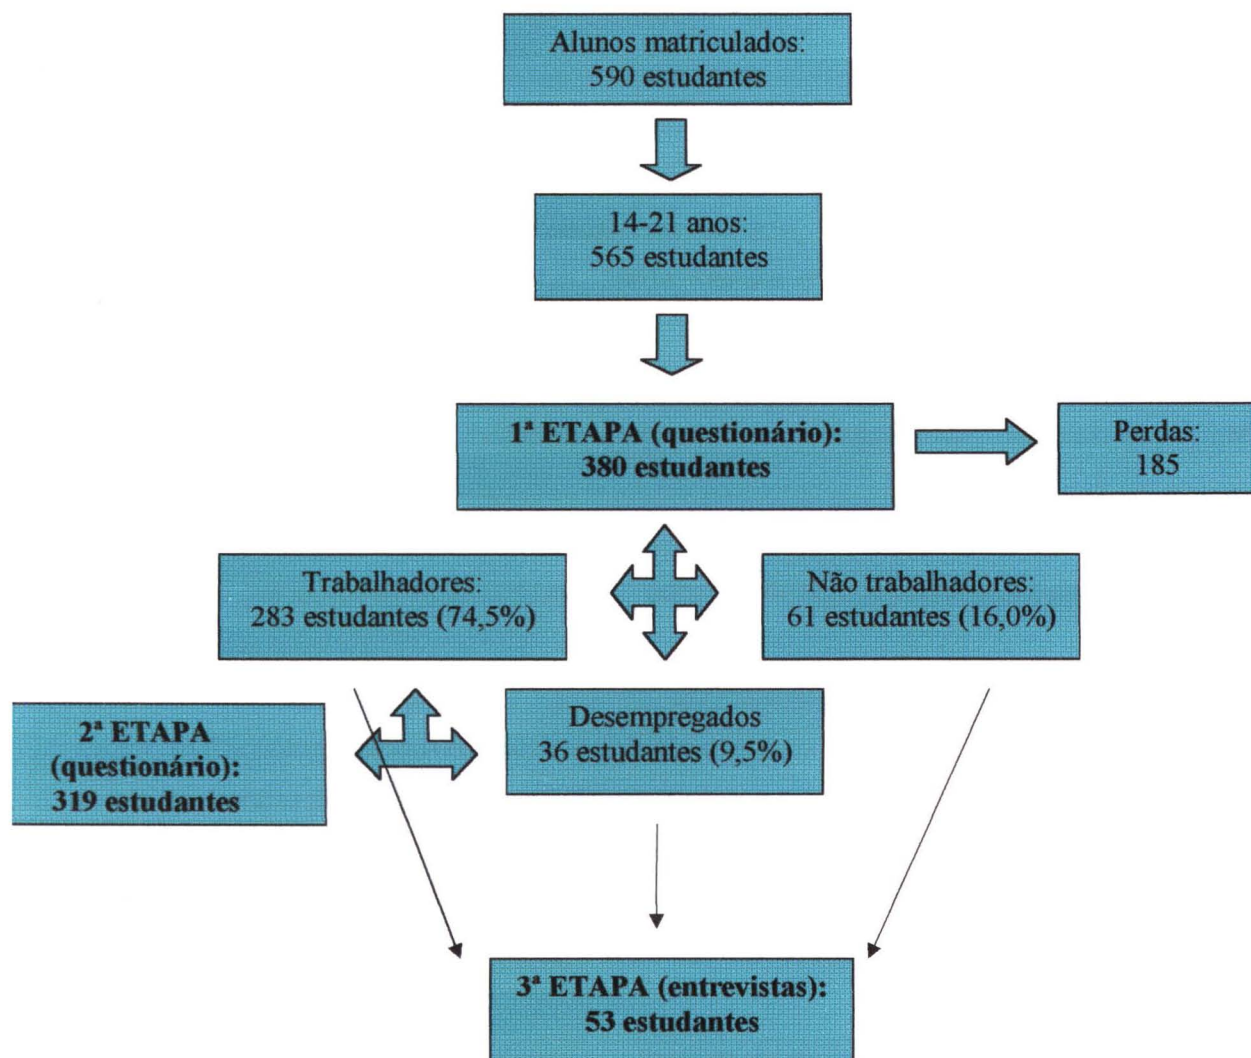 Alunos matriculados:
590 estudantes
14-21 anos:
565 estudantes
1ª ETAPA (questionário):
380 estudantes
Perdas:
185
Trabalhadores:
283 estudantes (74,5%)
Não trabalhadores:
61 estudantes (16,0%)
2ª ETAPA
(questionário):
319 estudantes
Desempregados
36 estudantes (9,5%)
3ª ETAPA (entrevistas):
53 estudantes